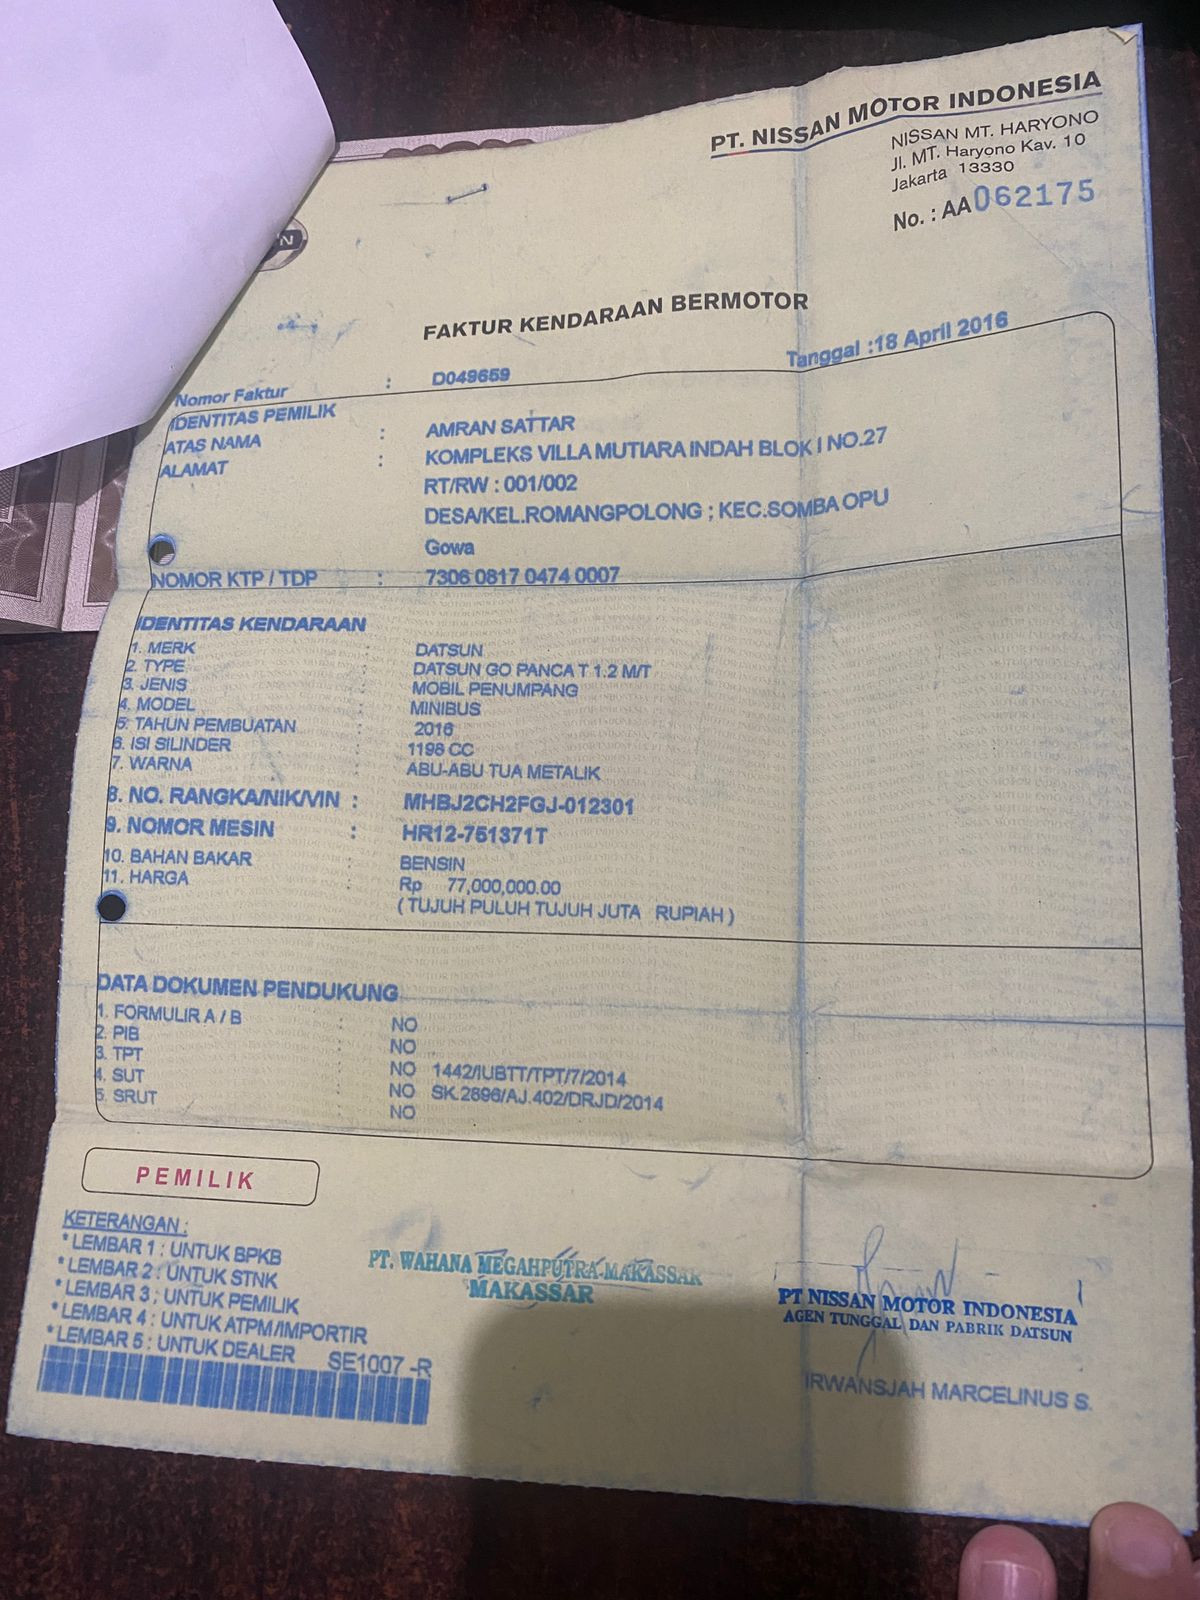 PT. NISSAN MOTOR INDONESIA
NISSAN MT. HARYONO
Jl. MT. Haryono Kav. 10
Jakarta 13330
No. : AA 062175
N
FAKTUR KENDARAAN BERMOTOR
Nomor Faktur : D049659 Tanggal :18 April 2016
IDENTITAS PEMILIK
ATAS NAMA : AMRAN SATTAR
ALAMAT : KOMPLEKS VILLA MUTIARA INDAH BLOK I NO.27
RT/RW : 001/002
DESA/KEL.ROMANGPOLONG ; KEC.SOMBA OPU
Gowa
NOMOR KTP / TDP : 7306 0817 0474 0007
IDENTITAS KENDARAAN
1. MERK : DATSUN
2. TYPE : DATSUN GO PANCA T 1.2 M/T
3. JENIS : MOBIL PENUMPANG
4. MODEL : MINIBUS
5. TAHUN PEMBUATAN : 2016
6. ISI SILINDER : 1198 CC
7. WARNA : ABU-ABU TUA METALIK
8. NO. RANGKA/NIK/VIN : MHBJ2CH2FGJ-012301
9. NOMOR MESIN : HR12-751371T
10. BAHAN BAKAR : BENSIN
11. HARGA : Rp 77,000,000.00
( TUJUH PULUH TUJUH JUTA RUPIAH )
DATA DOKUMEN PENDUKUNG
1. FORMULIR A / B : NO
2. PIB : NO
3. TPT : NO 1442/IUBTT/TPT/7/2014
4. SUT : NO SK.2896/AJ.402/DRJD/2014
5. SRUT : NO
PEMILIK
KETERANGAN :
* LEMBAR 1 : UNTUK BPKB
* LEMBAR 2 : UNTUK STNK
* LEMBAR 3 : UNTUK PEMILIK
* LEMBAR 4 : UNTUK ATPM/IMPORTIR
* LEMBAR 5 : UNTUK DEALER SE1007 -R
PT. WAHANA MEGAHPUTRA-MAKASSAR
MAKASSAR
PT NISSAN MOTOR INDONESIA
AGEN TUNGGAL DAN PABRIK DATSUN
IRWANSJAH MARCELINUS S.